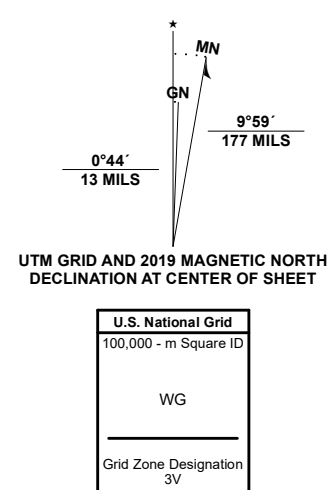 ★
MN
GN
9°59´
177 MILS
0°44´
13 MILS
UTM GRID AND 2019 MAGNETIC NORTH
DECLINATION AT CENTER OF SHEET
U.S. National Grid
100,000 - m Square ID
WG
Grid Zone Designation
3V